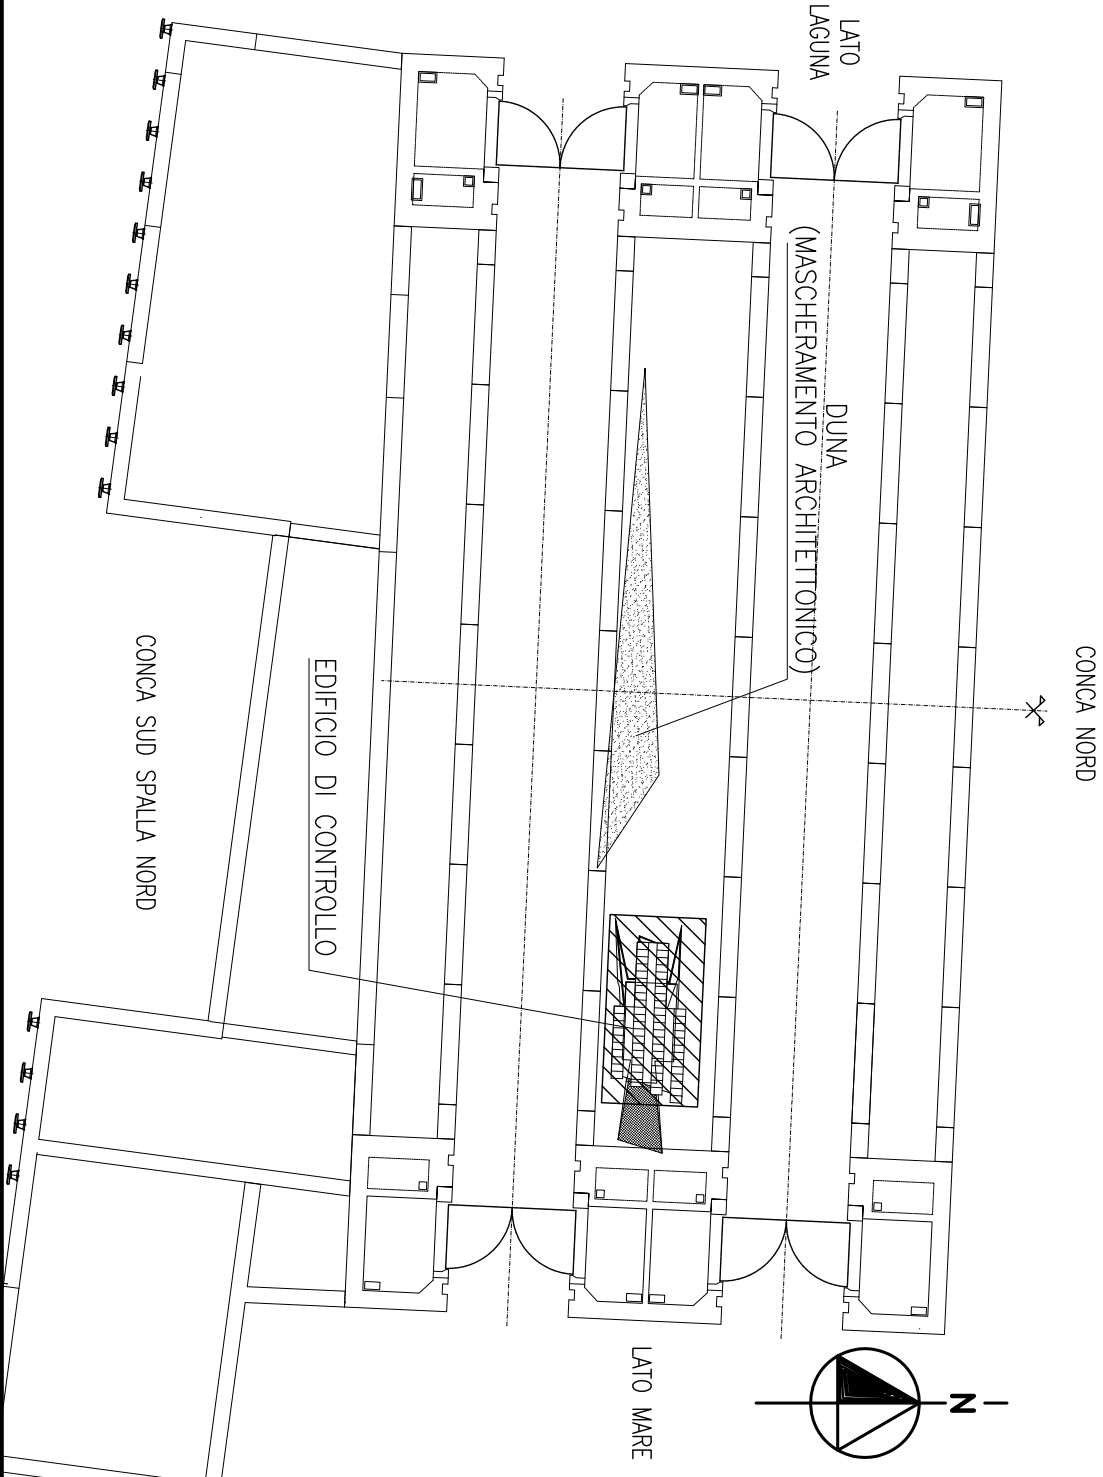 LATO
LAGUNA
CONCA NORD
DUNA
(MASCHERAMENTO ARCHITETTONICO)
EDIFICIO DI CONTROLLO
CONCA SUD SPALLA NORD
LATO MARE
N